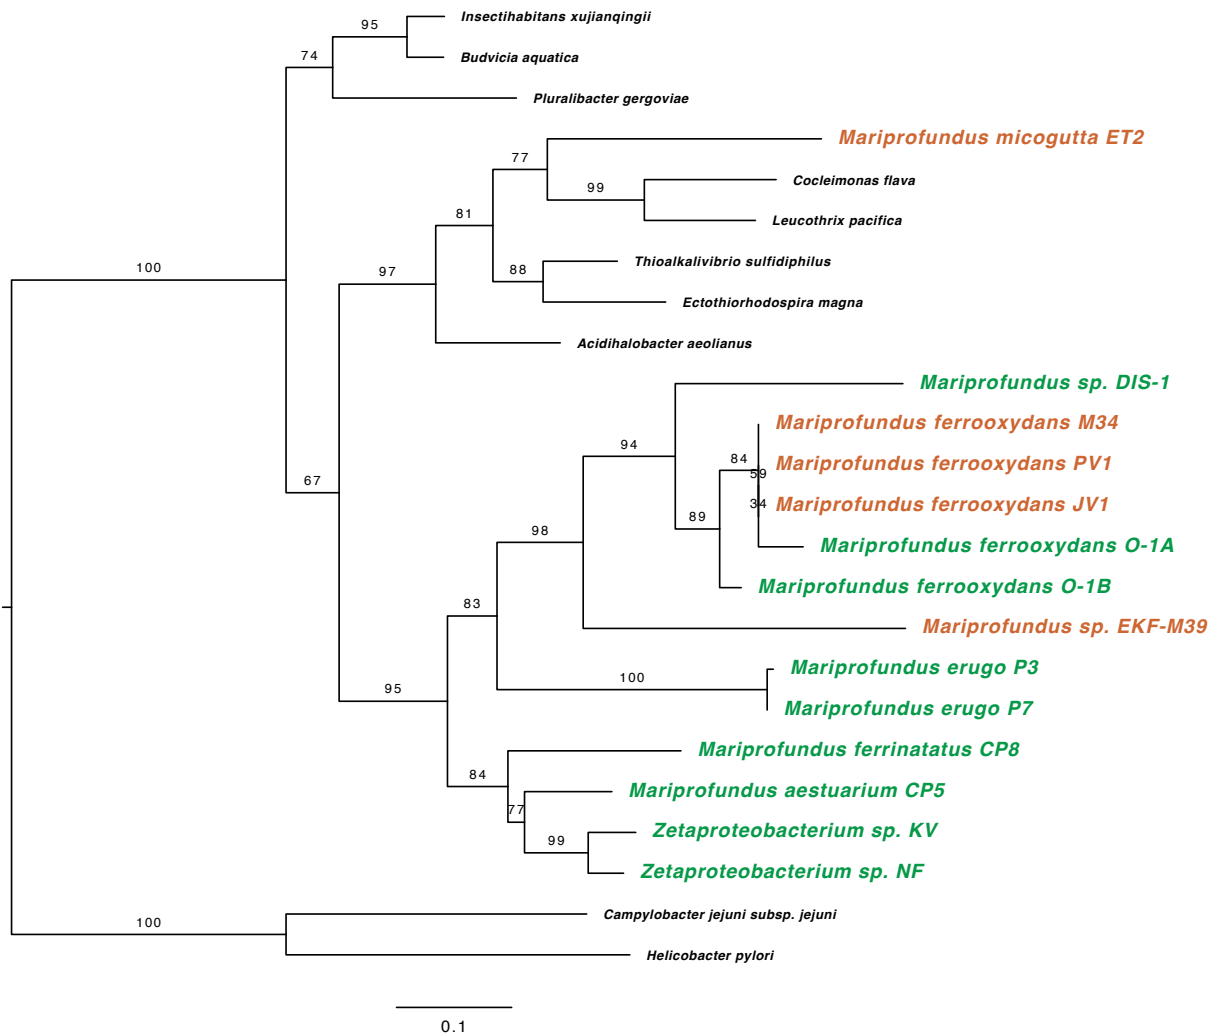 Insectihabitans xujianqingii
95
Budvicia aquatica
74
Pluralibacter gergoviae
Mariprofundus micogutta ET2
77
Cocleimonas flava
99
Leucothrix pacifica
81
Thioalkalivibrio sulfidiphilus
88
Ectothiorhodospira magna
100
97
Acidihalobacter aeolianus
Mariprofundus sp. DIS-1
Mariprofundus ferrooxydans M34
94
84
Mariprofundus ferrooxydans PV1
59
67
Mariprofundus ferrooxydans JV1
34
89
98
Mariprofundus ferrooxydans O-1A
Mariprofundus ferrooxydans O-1B
83
Mariprofundus sp. EKF-M39
Mariprofundus erugo P3
100
95
Mariprofundus erugo P7
Mariprofundus ferrinatatus CP8
84
Mariprofundus aestuarium CP5
77
Zetaproteobacterium sp. KV
99
Zetaproteobacterium sp. NF
Campylobacter jejuni subsp. jejuni
100
Helicobacter pylori
0.1